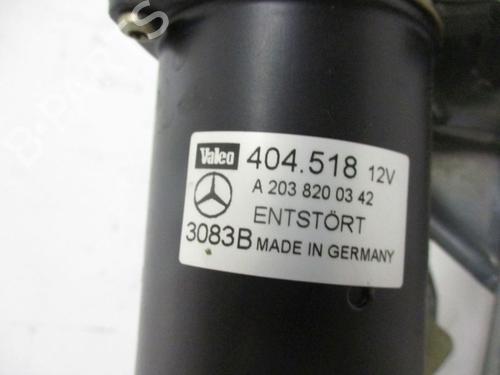 Valeo 404.518 12V
A 203 820 03 42
ENTSTÖRT
3083B MADE IN GERMANY